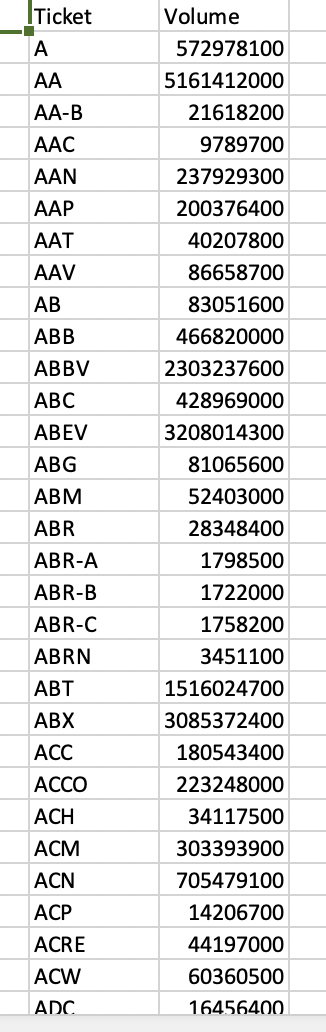 Ticket Volume
A 572978100
AA 5161412000
AA-B 21618200
AAC 9789700
AAN 237929300
AAP 200376400
AAT 40207800
AAV 86658700
AB 83051600
ABB 466820000
ABBV 2303237600
ABC 428969000
ABEV 3208014300
ABG 81065600
ABM 52403000
ABR 28348400
ABR-A 1798500
ABR-B 1722000
ABR-C 1758200
ABRN 3451100
ABT 1516024700
ABX 3085372400
ACC 180543400
ACCO 223248000
ACH 34117500
ACM 303393900
ACN 705479100
ACP 14206700
ACRE 44197000
ACW 60360500
ADC 16456400